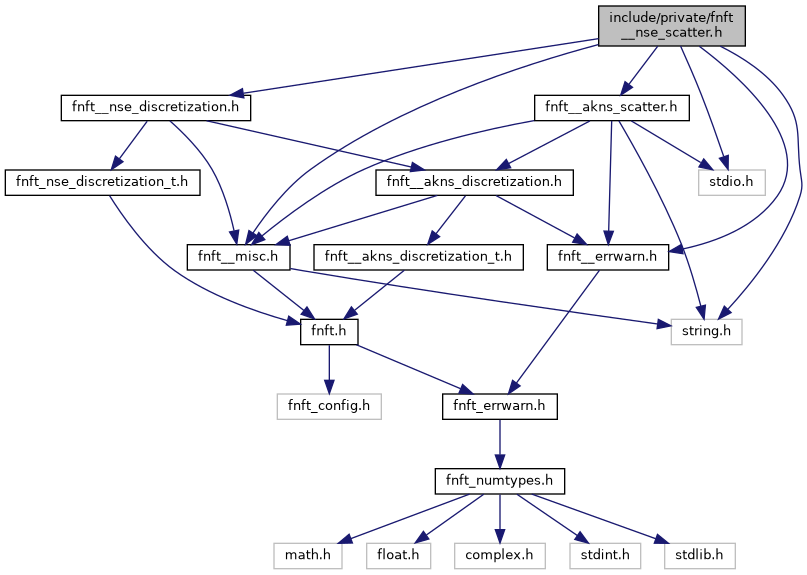 include/private/fnft
__nse_scatter.h
fnft__nse_discretization.h
fnft__akns_scatter.h
fnft_nse_discretization_t.h
fnft__akns_discretization.h
stdio.h
fnft__misc.h
fnft__akns_discretization_t.h
fnft__errwarn.h
fnft.h
string.h
fnft_config.h
fnft_errwarn.h
fnft_numtypes.h
math.h
float.h
complex.h
stdint.h
stdlib.h